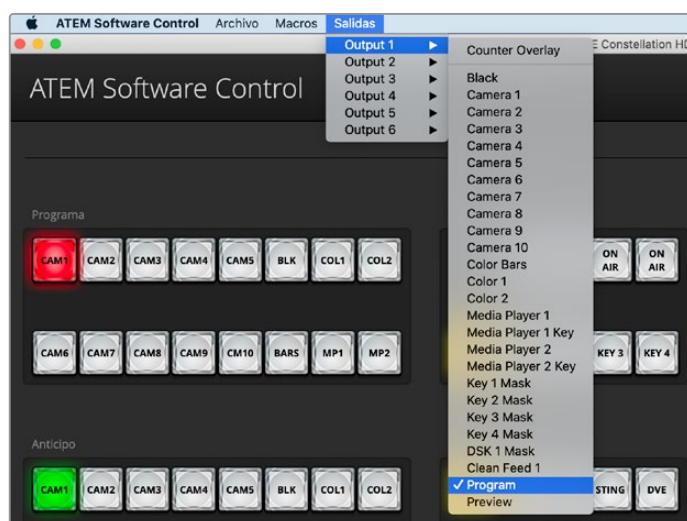 ATEM Software Control Archivo Macros Salidas
E Constellation HD
Output 1
Output 2
Output 3
Output 4
Output 5
Output 6
Counter Overlay
Black
Camera 1
Camera 2
Camera 3
Camera 4
Camera 5
Camera 6
Camera 7
Camera 8
Camera 9
Camera 10
Color Bars
Color 1
Color 2
Media Player 1
Media Player 1 Key
Media Player 2
Media Player 2 Key
Key 1 Mask
Key 2 Mask
Key 3 Mask
Key 4 Mask
DSK 1 Mask
Clean Feed 1
✓ Program
Preview
ATEM Software Control
Programa
CAM1 CAM2 CAM3 CAM4 CAM5 BLK COL1 COL2
ON AIR
ON AIR
CAM6 CAM7 CAM8 CAM9 CM10 BARS MP1 MP2
KEY 3 KEY 4
Anticipo
CAM1 CAM2 CAM3 CAM4 CAM5 BLK COL1 COL2
STING DVE